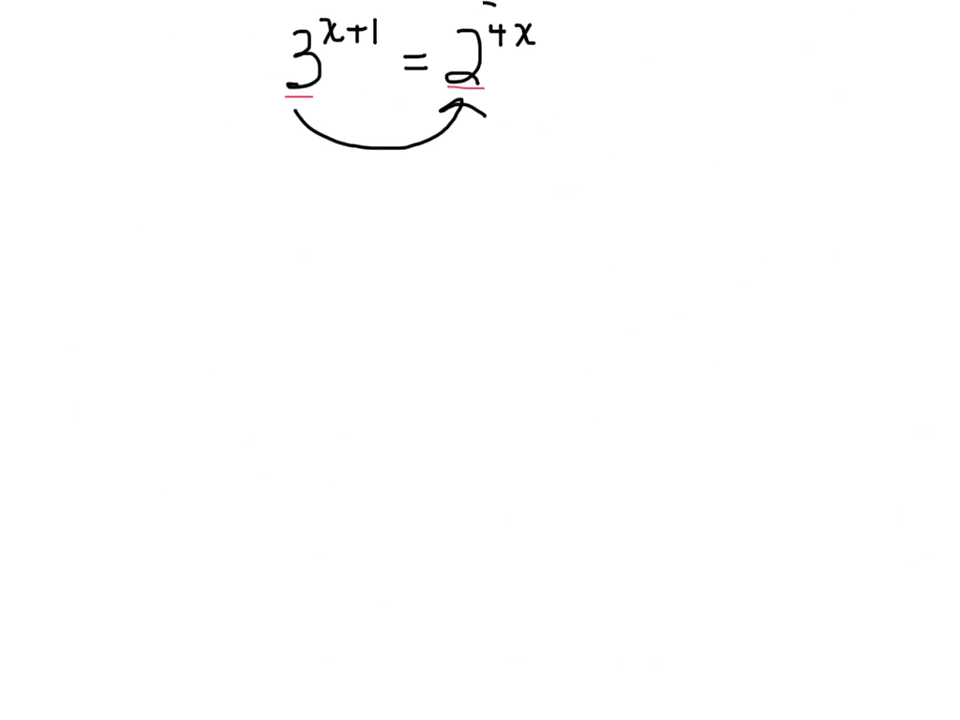 3^{x+1} = 2^{4x}